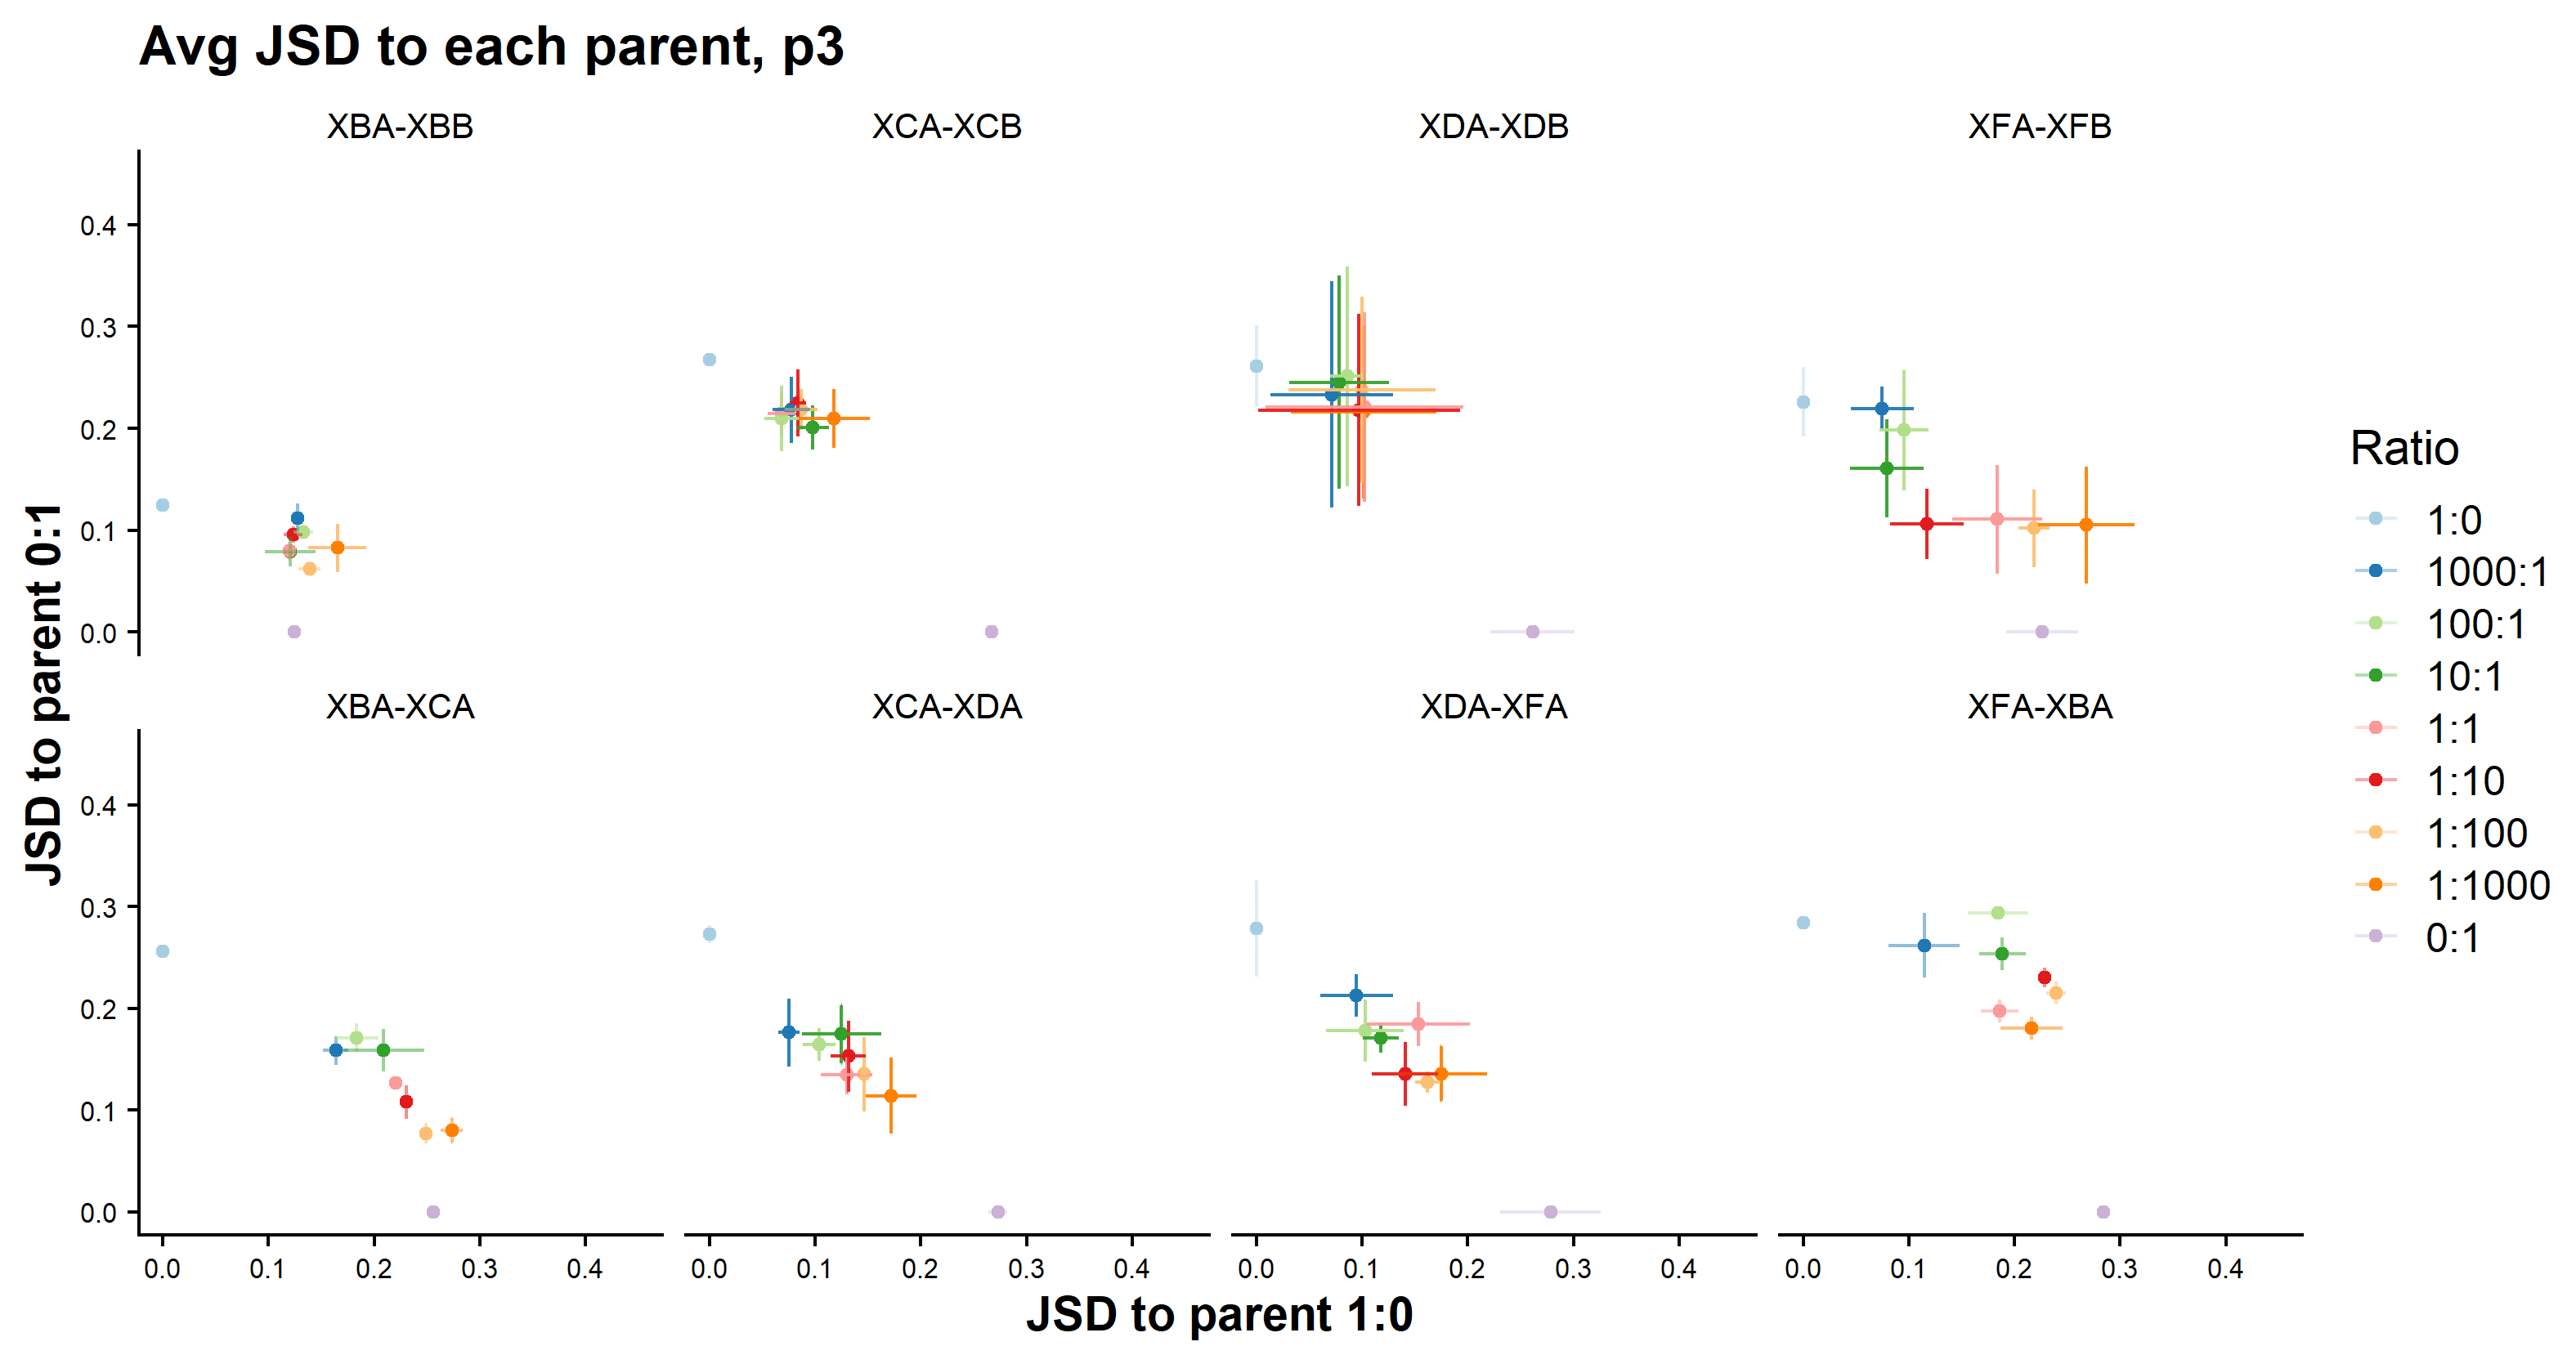 Avg JSD to each parent, p3
XBA-XBB
XCA-XCB
XDA-XDB
XFA-XFB
0.4
0.3
0.2
0.1
0.0
XBA-XCA
XCA-XDA
XDA-XFA
XFA-XBA
0.4
0.3
0.2
0.1
0.0
0.0 0.1 0.2 0.3 0.4
0.0 0.1 0.2 0.3 0.4
0.0 0.1 0.2 0.3 0.4
0.0 0.1 0.2 0.3 0.4
JSD to parent 1:0
JSD to parent 0:1
Ratio
1:0
1000:1
100:1
10:1
1:1
1:10
1:100
1:1000
0:1